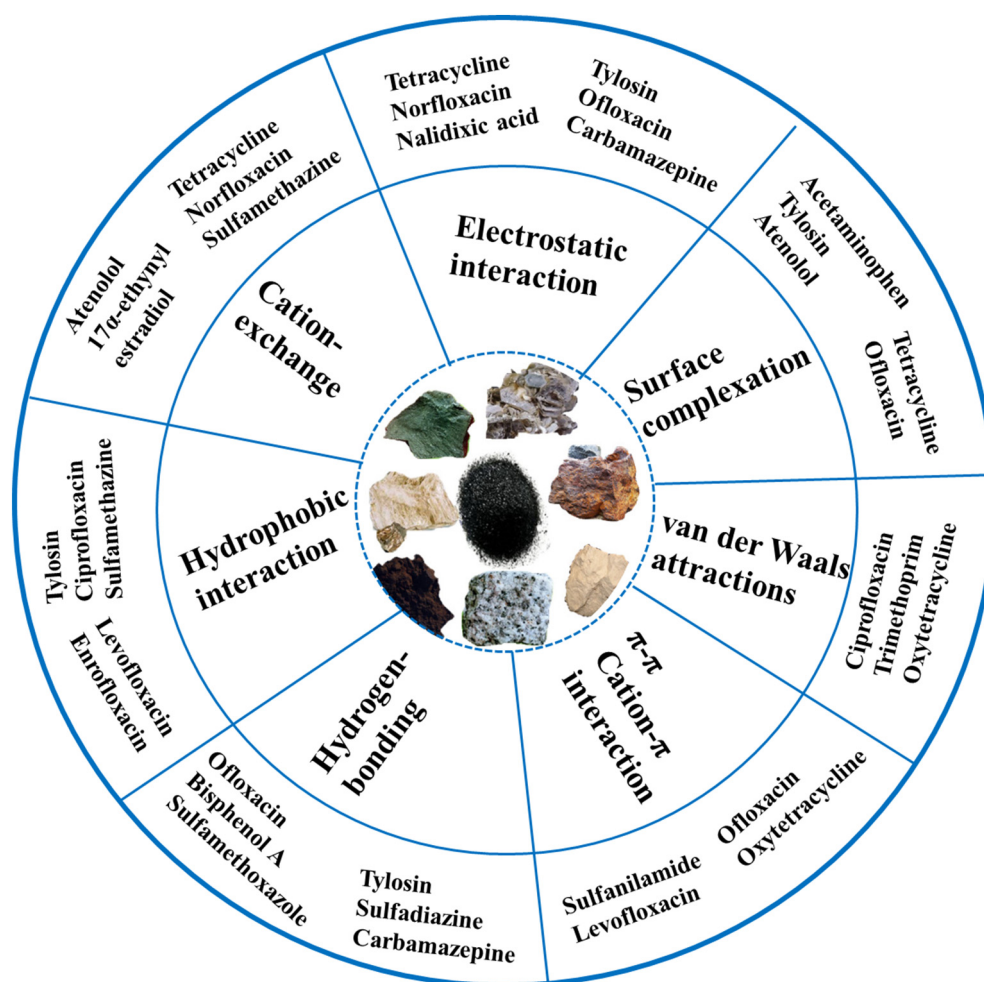 Tetracycline
Norfloxacin
Nalidixic acid
Tylosin
Ofloxacin
Carbamazepine
Electrostatic
interaction
Acetaminophen
Tylosin
Atenolol
Tetracycline
Ofloxacin
Surface
complexation
Ciprofloxacin
Trimethoprim
Oxytetracycline
van der Waals
attractions
Ofloxacin
Oxytetracycline
Sulfanilamide
Levofloxacin
π-π
Cation-π
interaction
Tylosin
Sulfadiazine
Carbamazepine
Ofloxacin
Bisphenol A
Sulfamethoxazole
Hydrogen-
bonding
Levofloxacin
Enrofloxacin
Tylosin
Ciprofloxacin
Sulfamethazine
Hydrophobic
interaction
Atenolol
17α-ethynyl
estradiol
Tetracycline
Norfloxacin
Sulfamethazine
Cation-
exchange